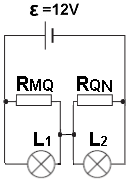 ε =12V
RMQ RQN
L1 L2